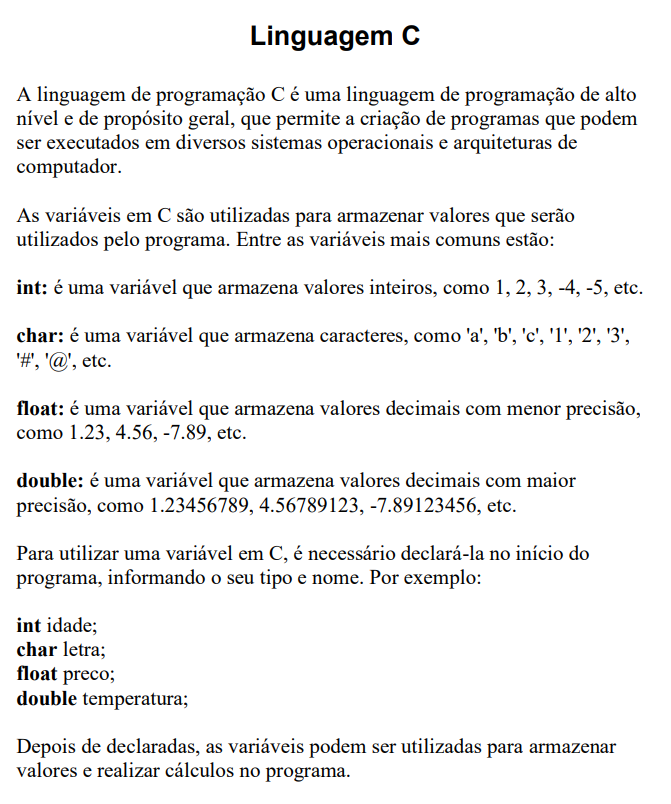 Linguagem C
A linguagem de programação C é uma linguagem de programação de alto
nível e de propósito geral, que permite a criação de programas que podem
ser executados em diversos sistemas operacionais e arquiteturas de
computador.
As variáveis em C são utilizadas para armazenar valores que serão
utilizados pelo programa. Entre as variáveis mais comuns estão:
int: é uma variável que armazena valores inteiros, como 1, 2, 3, -4, -5, etc.
char: é uma variável que armazena caracteres, como 'a', 'b', 'c', '1', '2', '3',
'#', '@', etc.
float: é uma variável que armazena valores decimais com menor precisão,
como 1.23, 4.56, -7.89, etc.
double: é uma variável que armazena valores decimais com maior
precisão, como 1.23456789, 4.56789123, -7.89123456, etc.
Para utilizar uma variável em C, é necessário declará-la no início do
programa, informando o seu tipo e nome. Por exemplo:
int idade;
char letra;
float preco;
double temperatura;
Depois de declaradas, as variáveis podem ser utilizadas para armazenar
valores e realizar cálculos no programa.